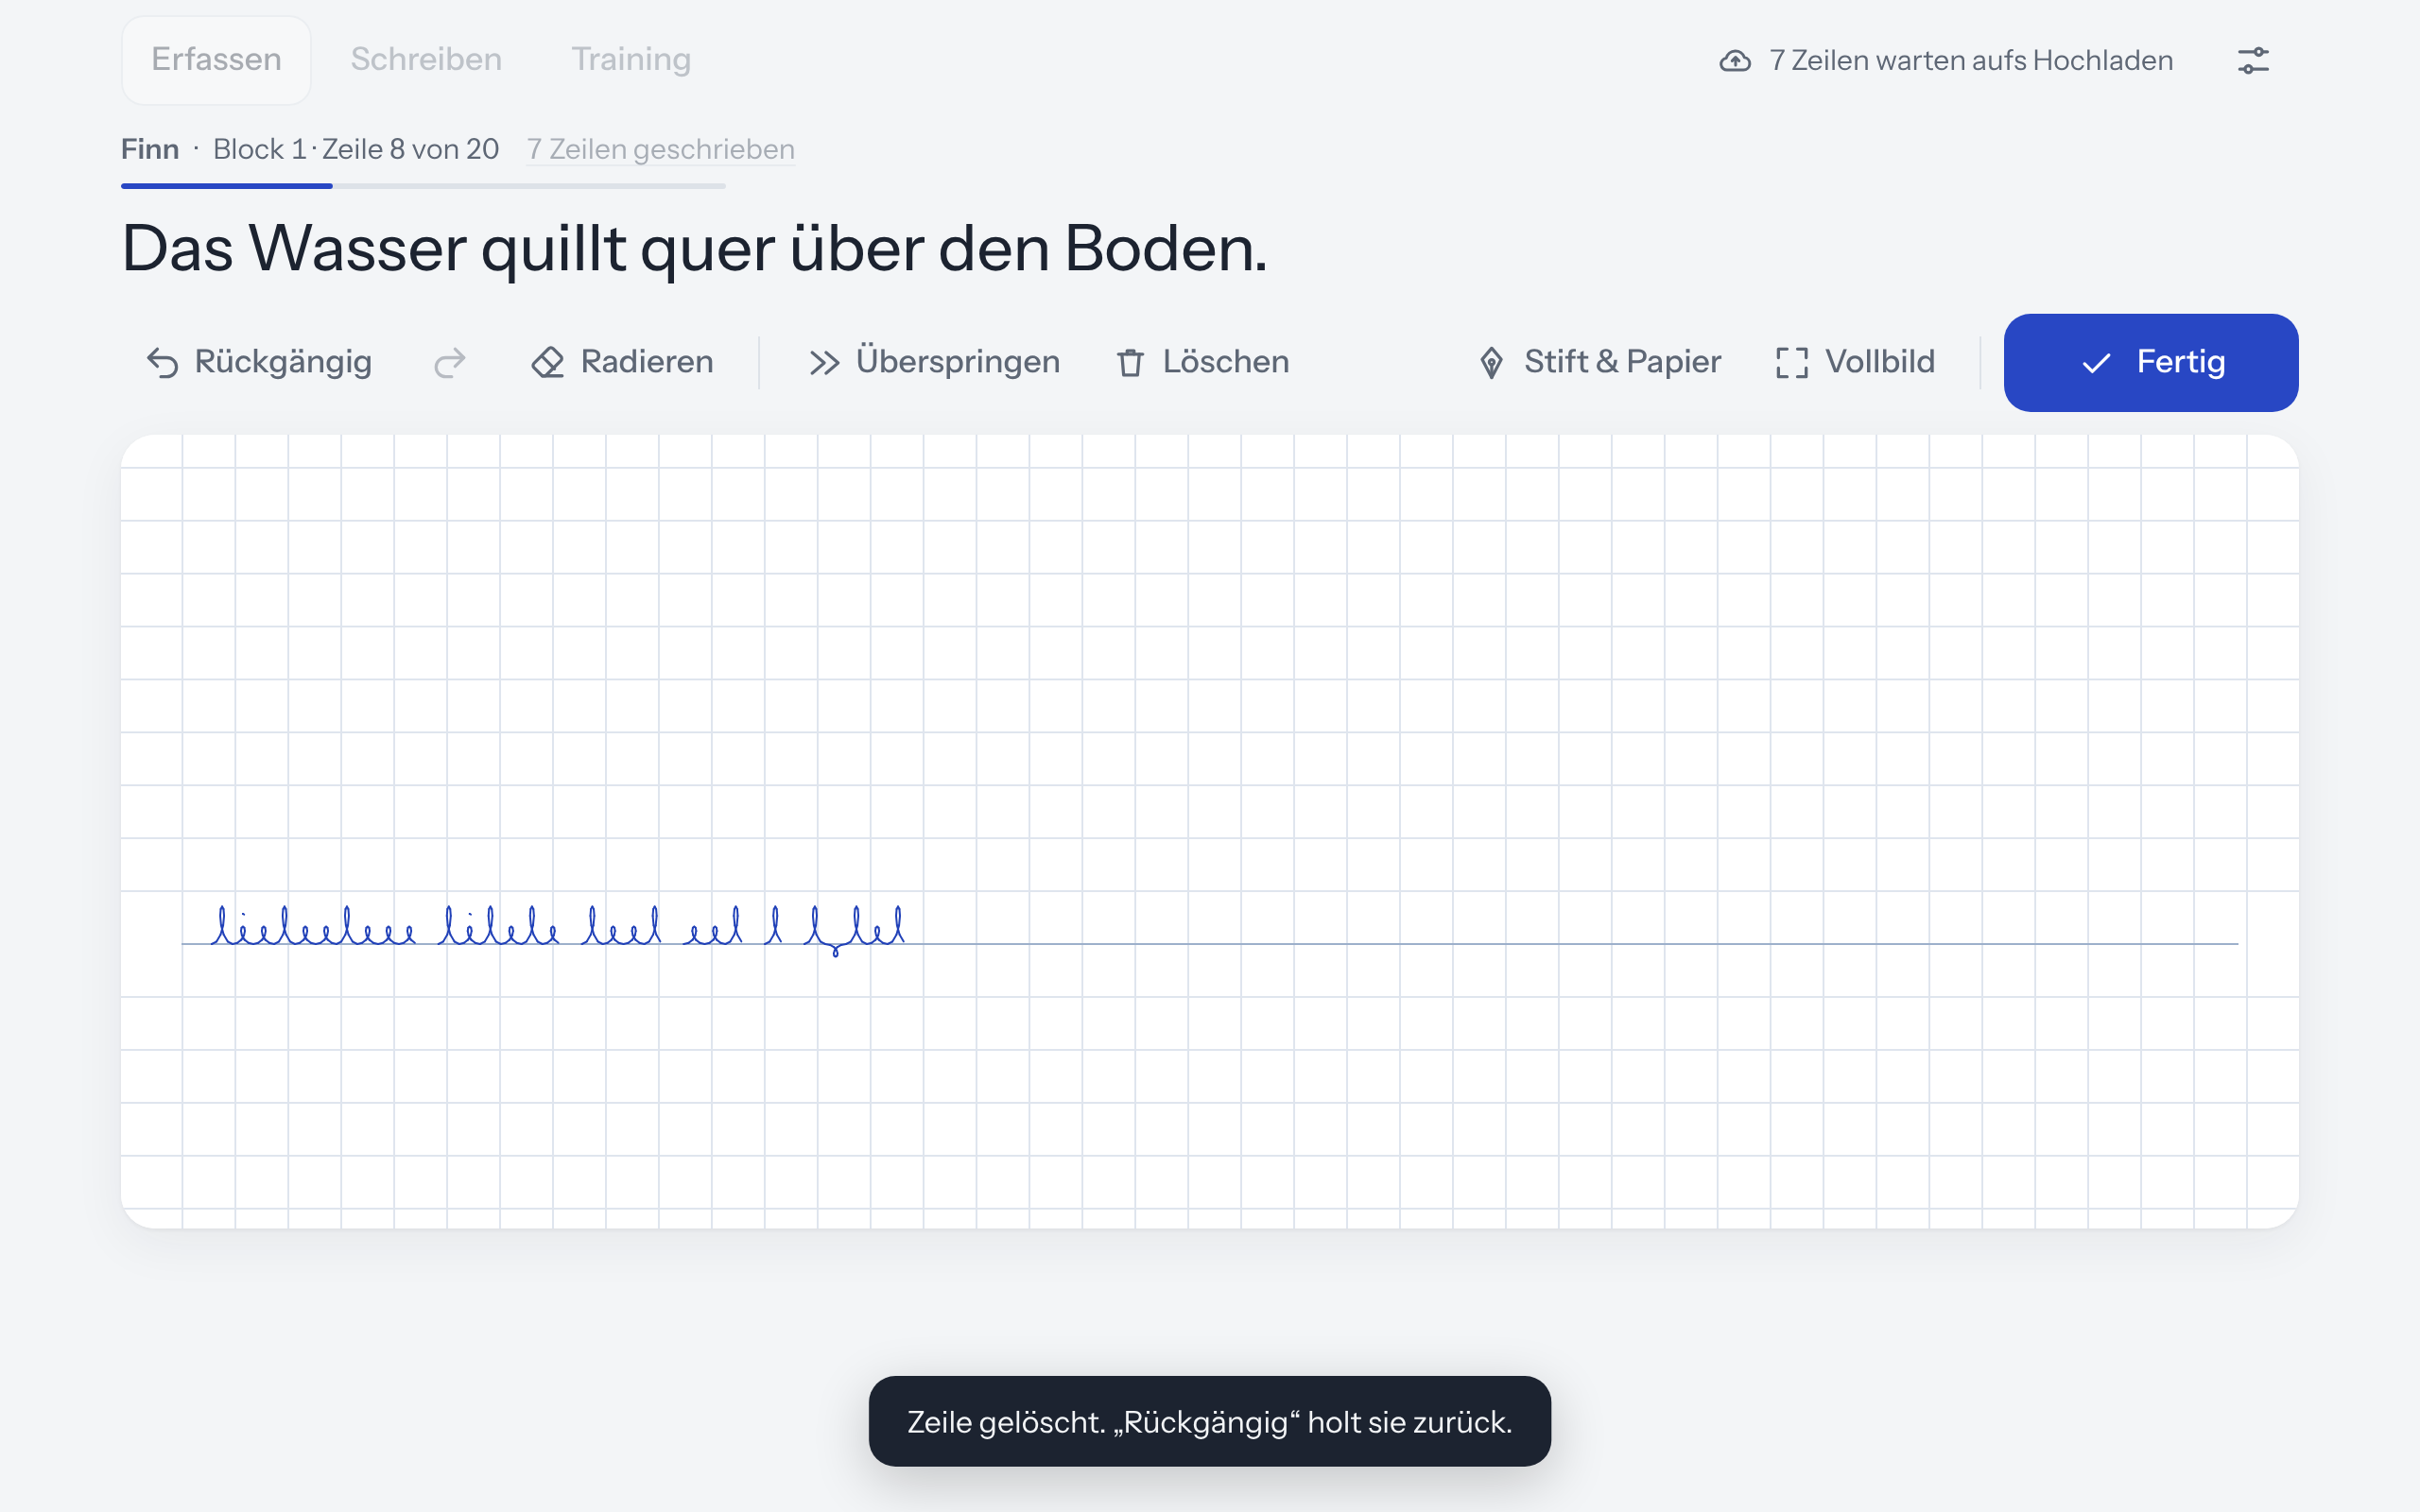 Erfassen Schreiben Training 7 Zeilen warten aufs Hochladen
Finn · Block 1 · Zeile 8 von 20 7 Zeilen geschrieben
Das Wasser quillt quer über den Boden.
Rückgängig Radieren Überspringen Löschen Stift & Papier Vollbild Fertig
Zeile gelöscht. „Rückgängig“ holt sie zurück.